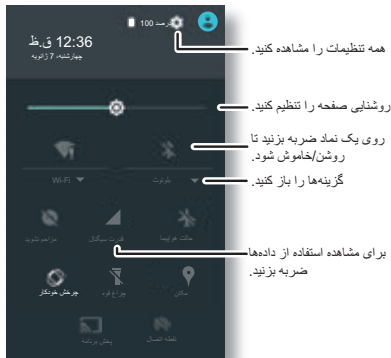 100 درصد
12:36 ق.ظ
چهارشنبه، 7 ژانویه
همه تنظیمات را مشاهده کنید.
روشنایی صفحه را تنظیم کنید.
روی یک نماد ضربه بزنید تا
روشن/خاموش شود.
گزینه‌ها را باز کنید.
Wi-Fi
بلوتوث
مزاحم نشوید
قدرت سیگنال
حالت هواپیما
برای مشاهده استفاده از داده‌ها
ضربه بزنید.
چرخش خودکار
چراغ قوه
مکان
پخش برنامه
نقطه اتصال